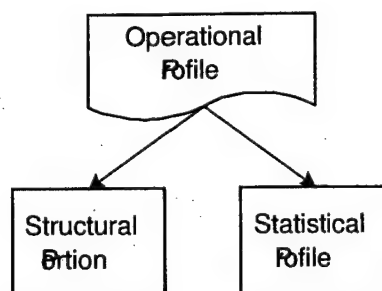 Operational
Profile
Structural
Portion
Statistical
Profile